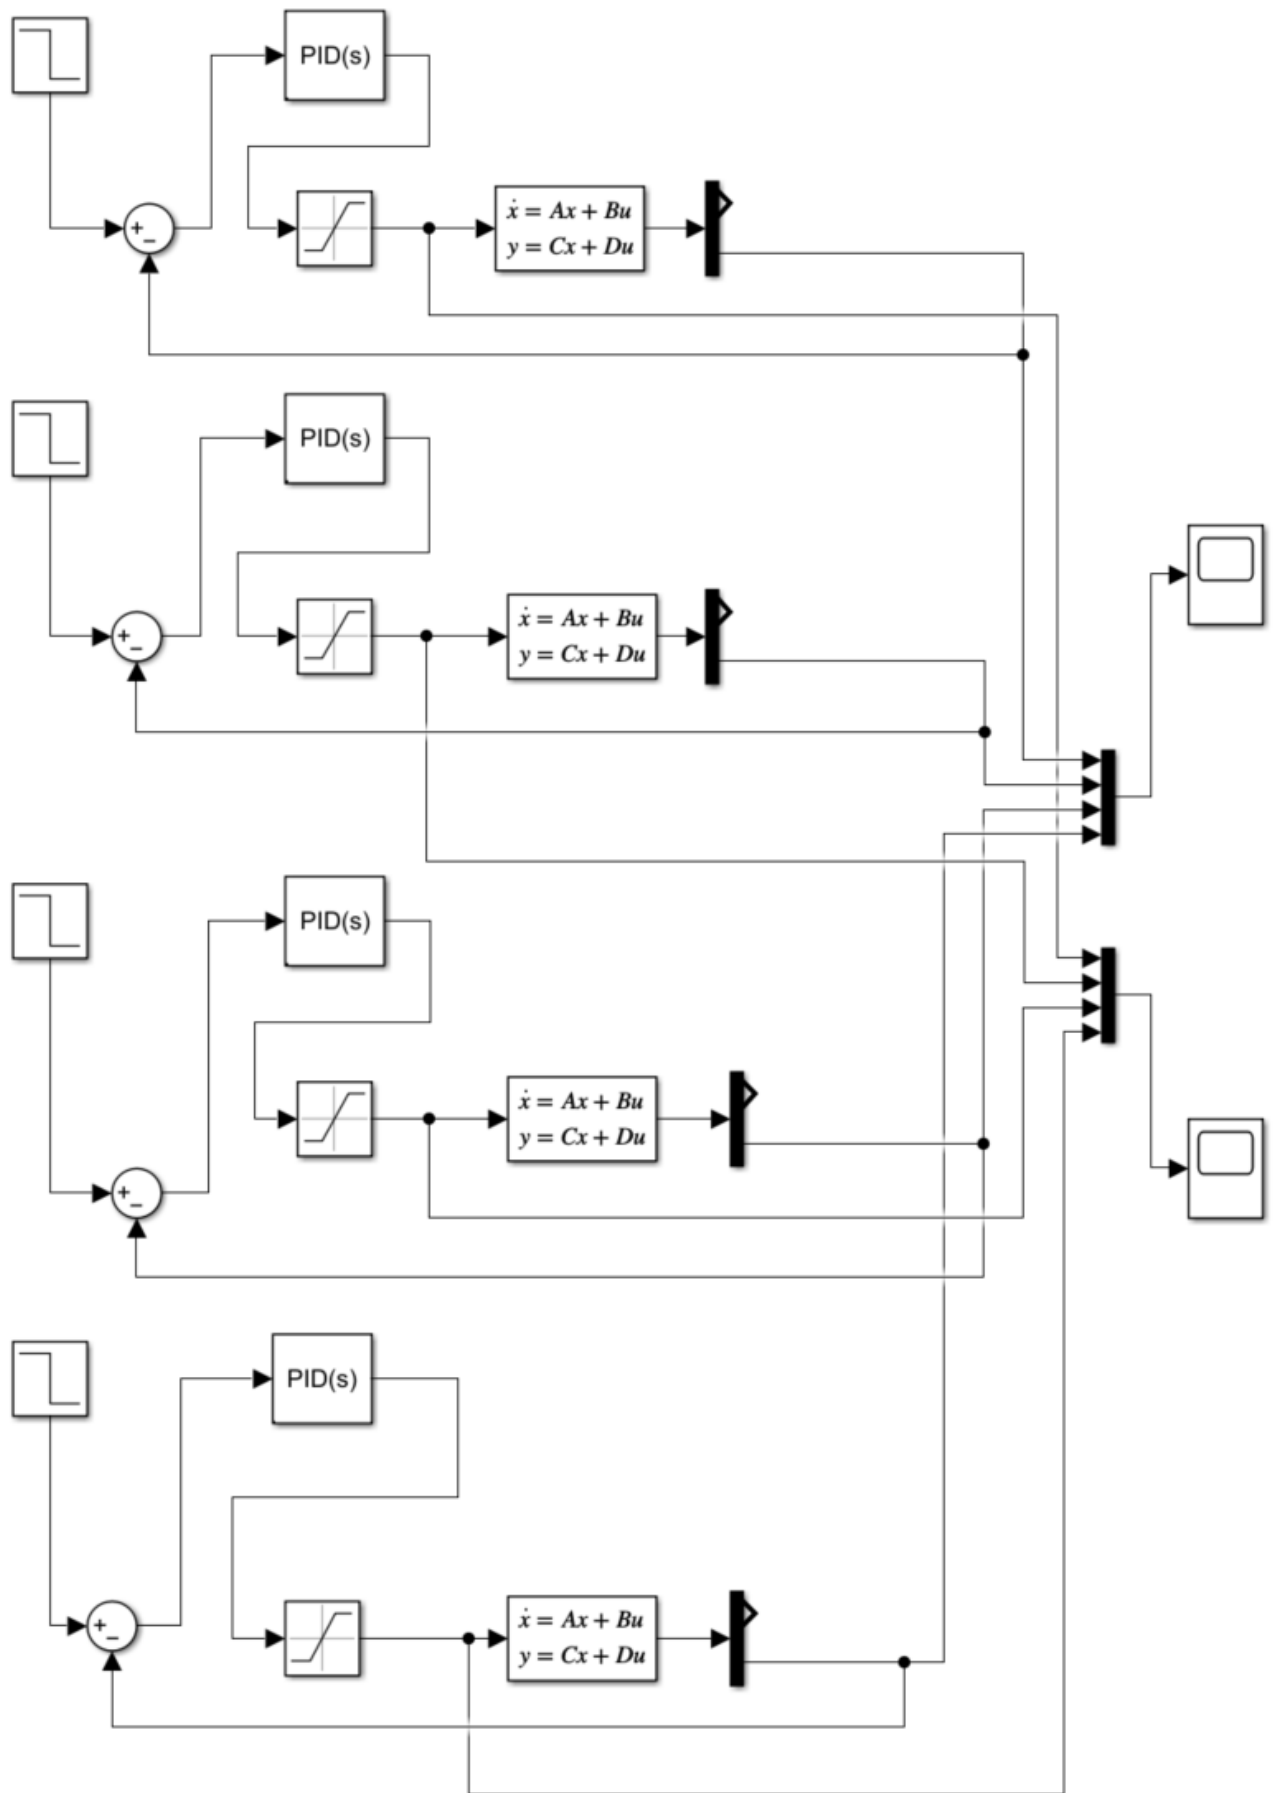 PID(s)
+
−
ẋ = Ax + Bu
y = Cx + Du
PID(s)
+
−
ẋ = Ax + Bu
y = Cx + Du
PID(s)
ẋ = Ax + Bu
y = Cx + Du
+
−
PID(s)
+
−
ẋ = Ax + Bu
y = Cx + Du